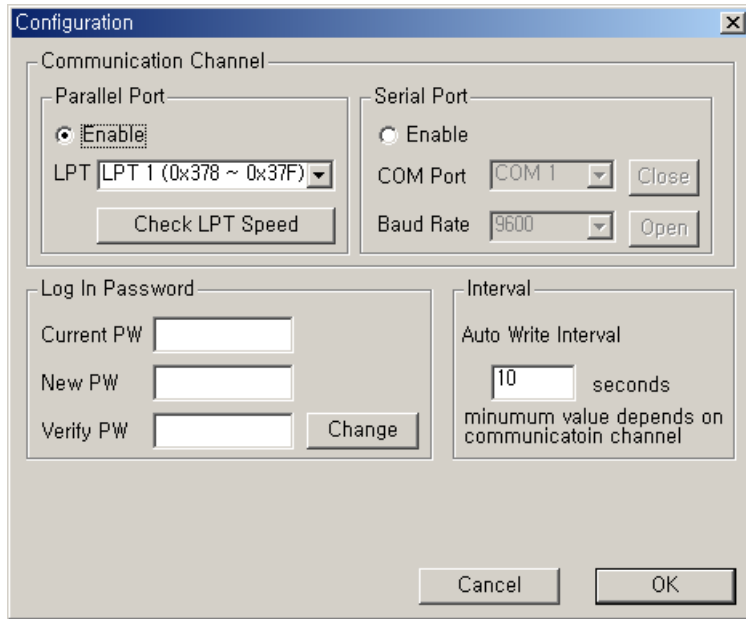 Configuration
Communication Channel
Parallel Port
Enable
LPT LPT 1 (0x378 ~ 0x37F)
Check LPT Speed
Serial Port
Enable
COM Port COM 1 Close
Baud Rate 9600 Open
Log In Password
Current PW
New PW
Verify PW Change
Interval
Auto Write Interval
10 seconds
minumum value depends on
communicatoin channel
Cancel OK